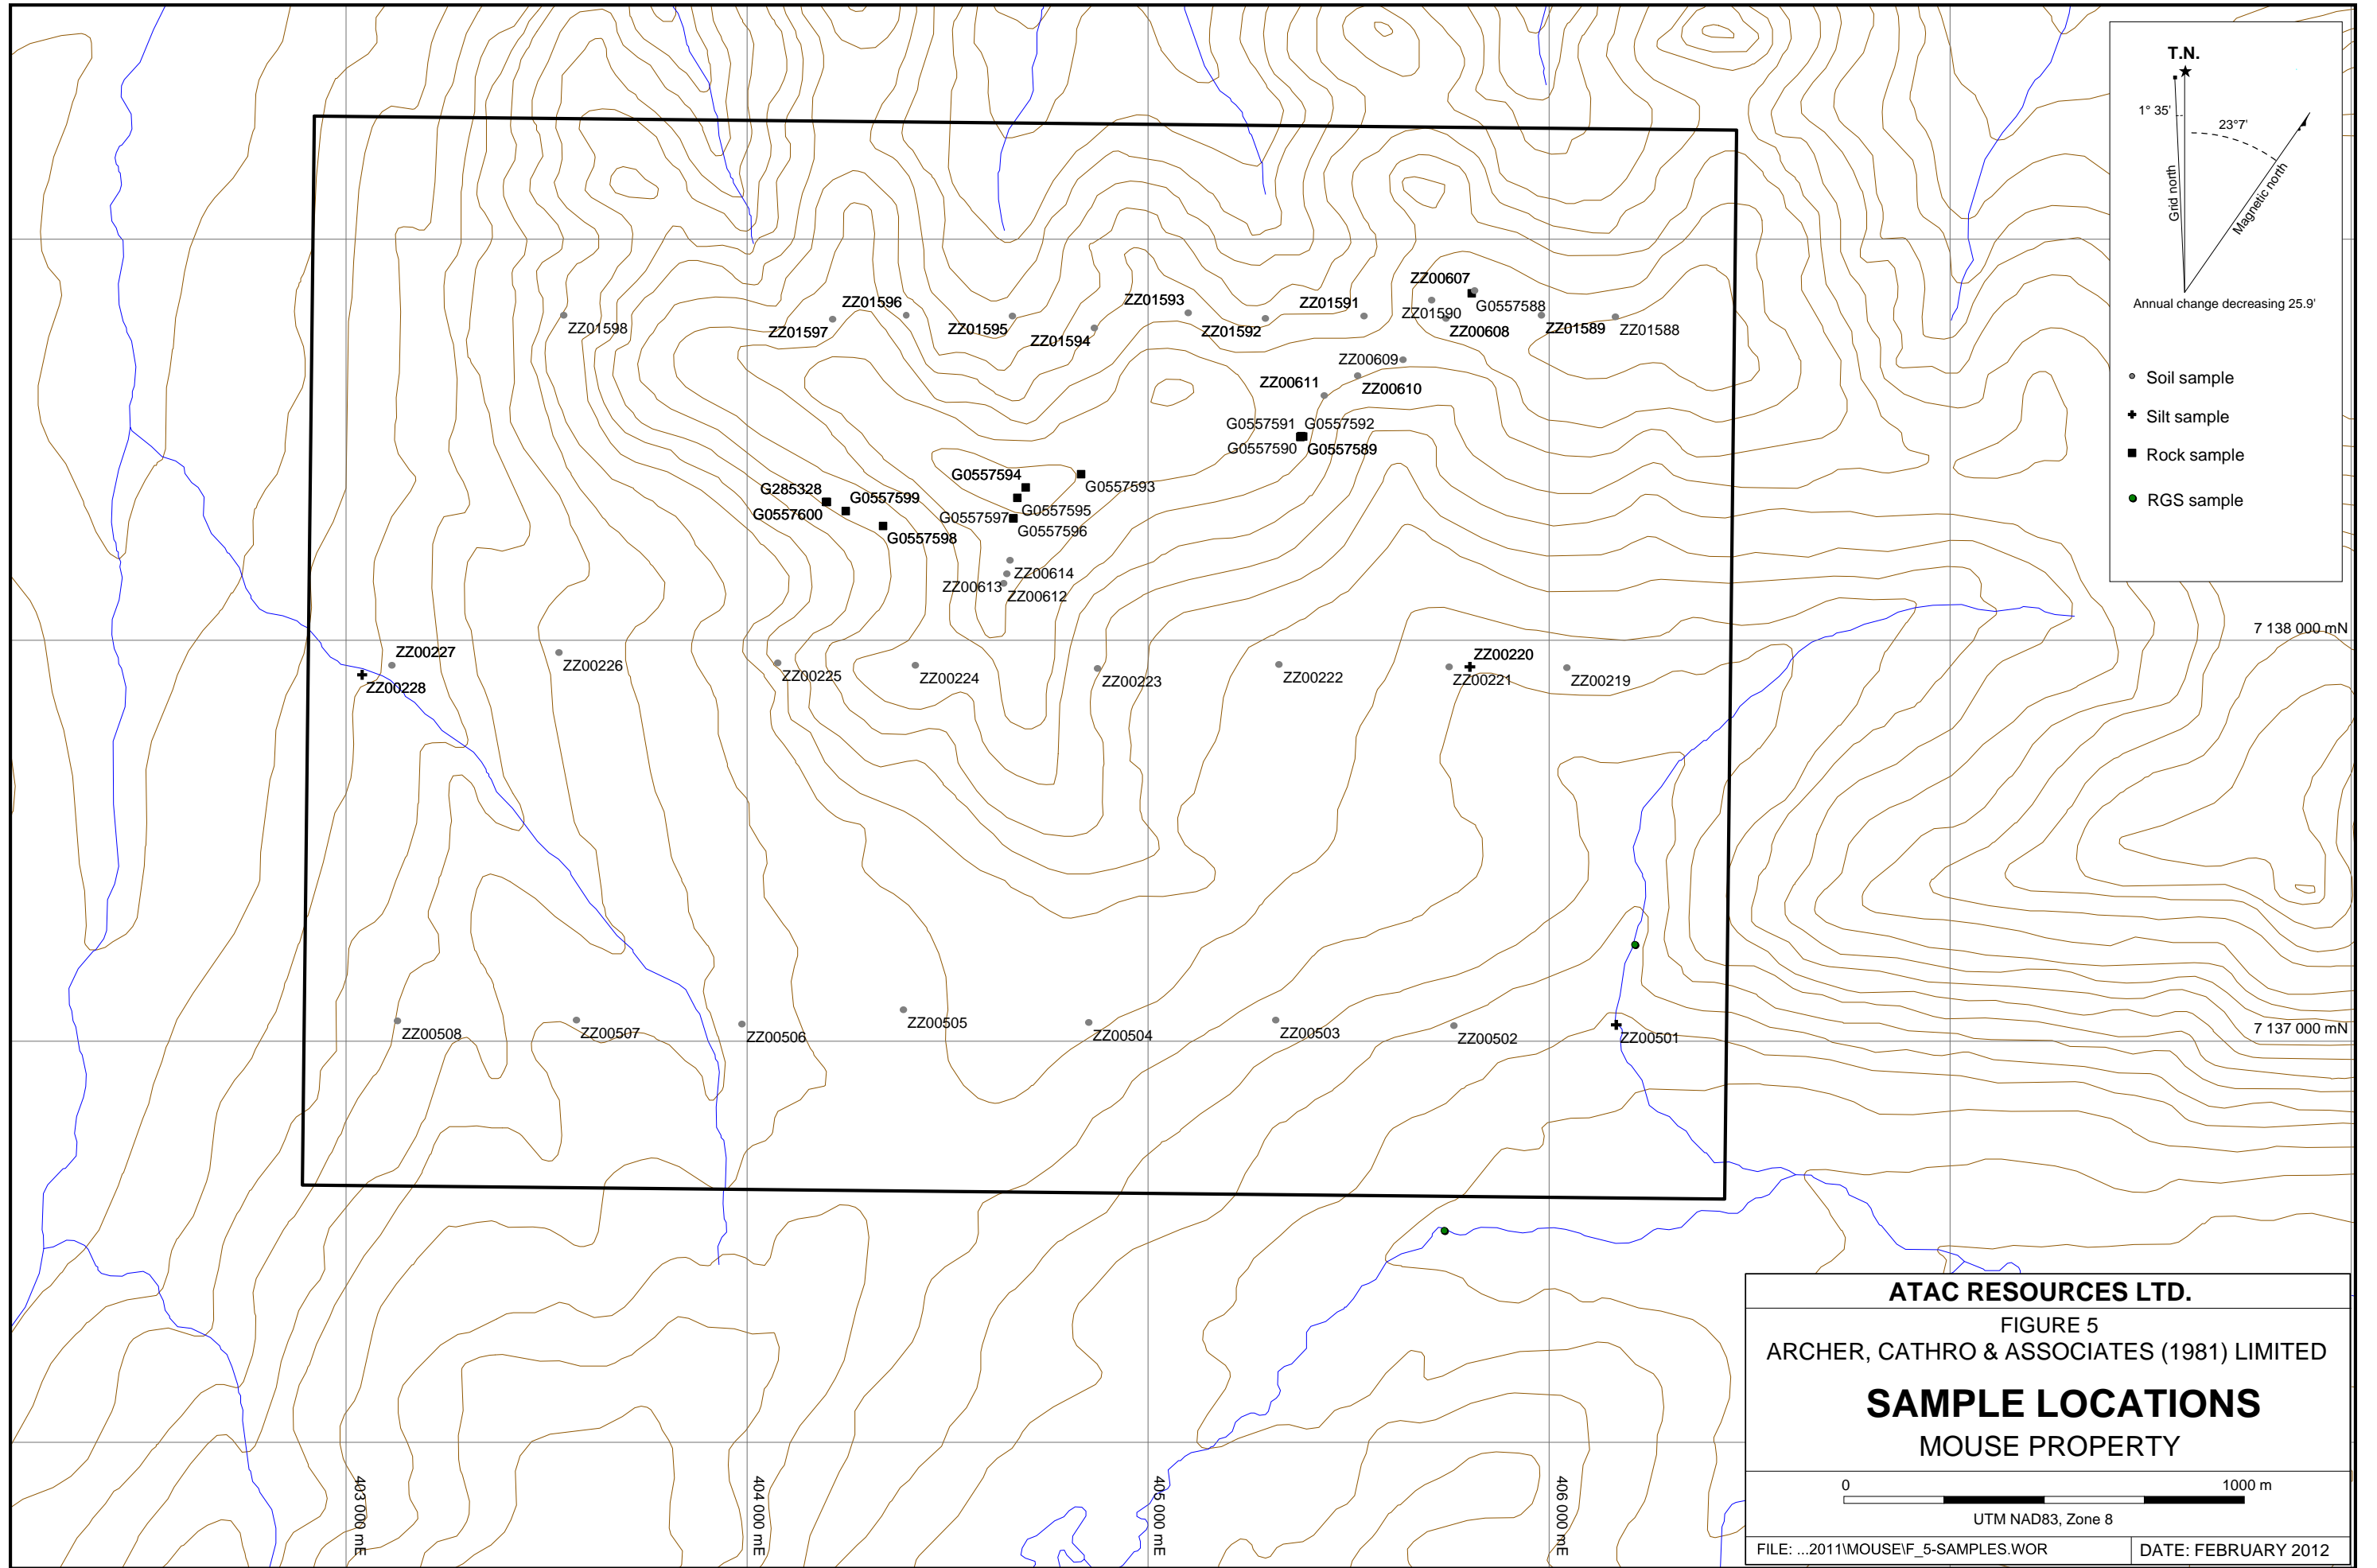 T.N.
1° 35'
23°7'
Grid north
Magnetic north
Annual change decreasing 25.9'
Soil sample
Silt sample
Rock sample
RGS sample
ZZ00607
G0557588
ZZ01590
ZZ00608
ZZ01589
ZZ01588
ZZ01591
ZZ01592
ZZ01593
ZZ01594
ZZ01595
ZZ01596
ZZ01597
ZZ01598
ZZ00609
ZZ00610
ZZ00611
G0557591
G0557592
G0557590
G0557589
G0557594
G0557593
G0557595
G0557597
G0557596
G285328
G0557599
G0557600
G0557598
ZZ00614
ZZ00613
ZZ00612
7 138 000 mN
ZZ00227
ZZ00228
ZZ00226
ZZ00225
ZZ00224
ZZ00223
ZZ00222
ZZ00220
ZZ00221
ZZ00219
7 137 000 mN
ZZ00508
ZZ00507
ZZ00506
ZZ00505
ZZ00504
ZZ00503
ZZ00502
ZZ00501
403 000 mE
404 000 mE
405 000 mE
406 000 mE
ATAC RESOURCES LTD.
FIGURE 5
ARCHER, CATHRO & ASSOCIATES (1981) LIMITED
SAMPLE LOCATIONS
MOUSE PROPERTY
0 1000 m
UTM NAD83, Zone 8
FILE: ...2011\MOUSE\F_5-SAMPLES.WOR
DATE: FEBRUARY 2012